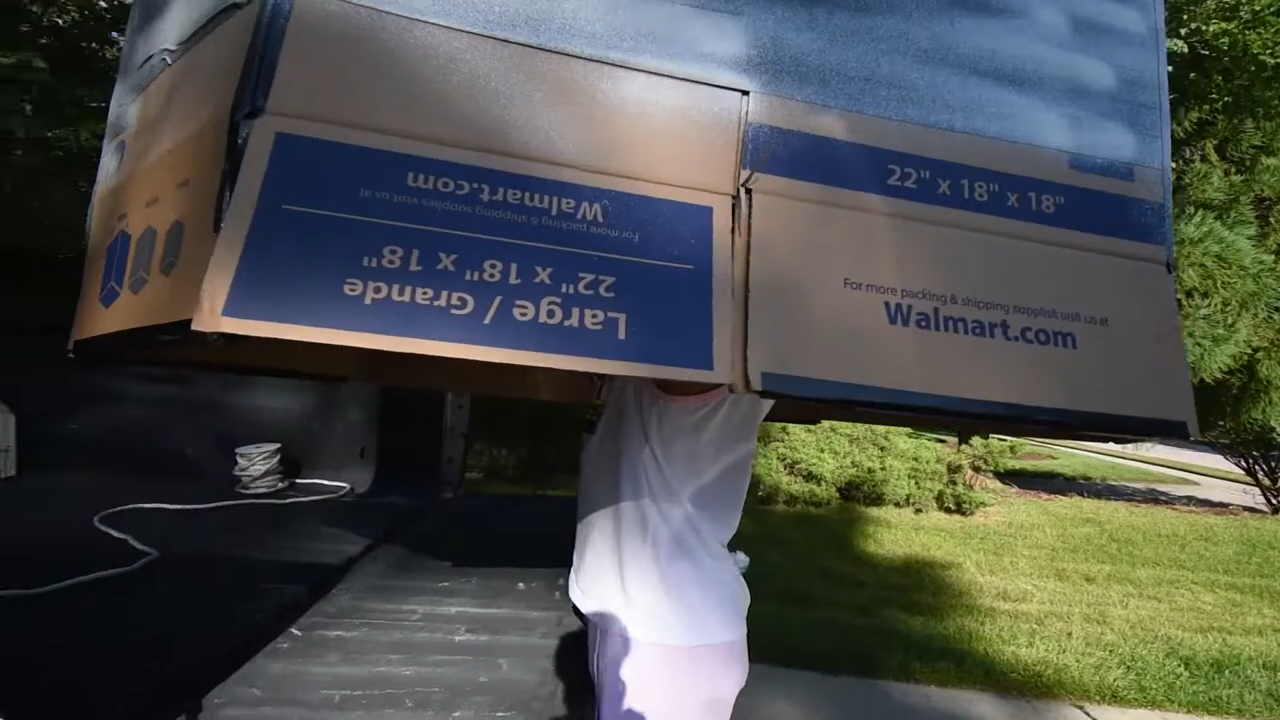 Large / Grande
22" x 18" x 18"
For more packing & shipping supplies visit us at
Walmart.com
22" x 18" x 18"
For more packing & shipping supplisit uisit us at
Walmart.com